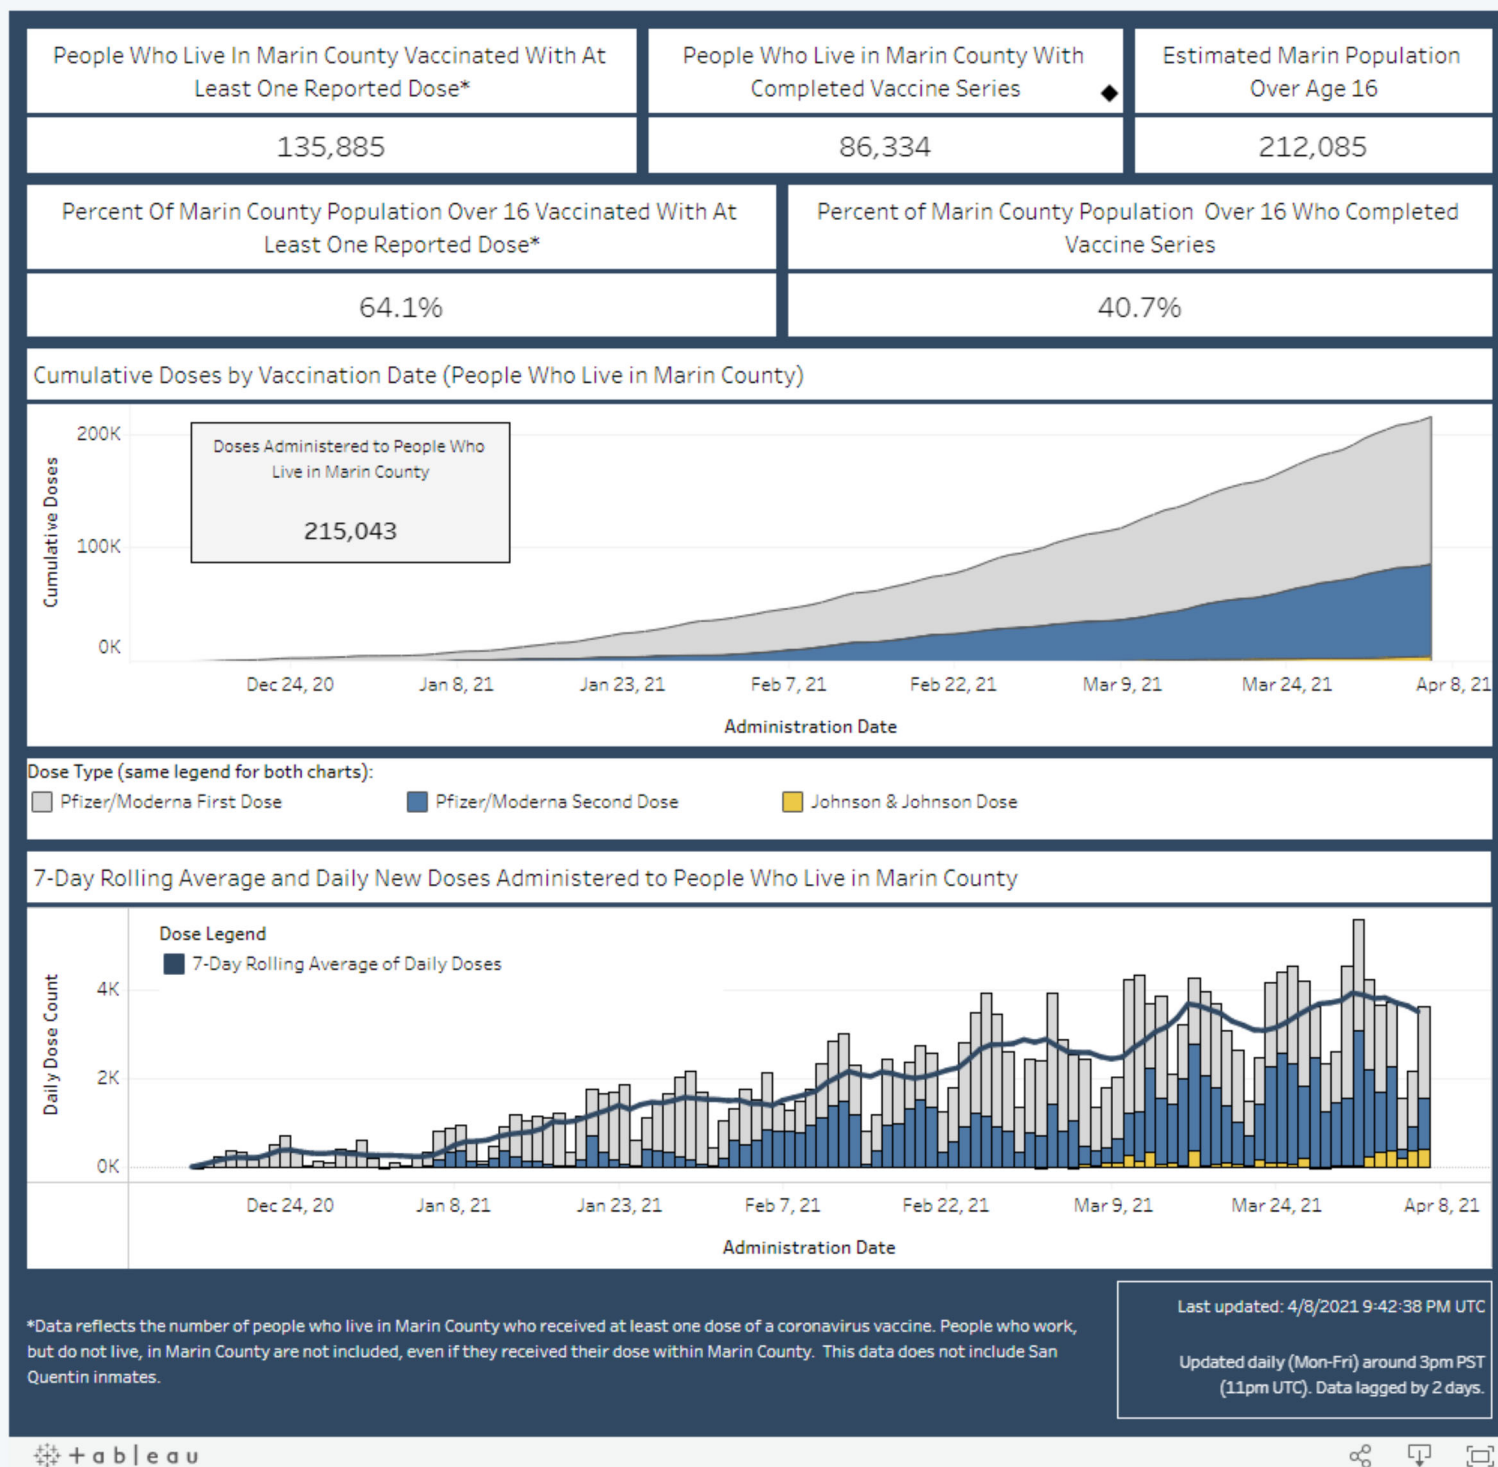 People Who Live In Marin County Vaccinated With At
Least One Reported Dose*
135,885
People Who Live in Marin County With
Completed Vaccine Series
86,334
Estimated Marin Population
Over Age 16
212,085
Percent Of Marin County Population Over 16 Vaccinated With At
Least One Reported Dose*
64.1%
Percent of Marin County Population Over 16 Who Completed
Vaccine Series
40.7%
Cumulative Doses by Vaccination Date (People Who Live in Marin County)
Cumulative Doses
200K
100K
0K
Doses Administered to People Who
Live in Marin County
215,043
Dec 24, 20
Jan 8, 21
Jan 23, 21
Feb 7, 21
Feb 22, 21
Mar 9, 21
Mar 24, 21
Apr 8, 21
Administration Date
Dose Type (same legend for both charts):
Pfizer/Moderna First Dose
Pfizer/Moderna Second Dose
Johnson & Johnson Dose
7-Day Rolling Average and Daily New Doses Administered to People Who Live in Marin County
Dose Legend
7-Day Rolling Average of Daily Doses
Daily Dose Count
4K
2K
0K
Dec 24, 20
Jan 8, 21
Jan 23, 21
Feb 7, 21
Feb 22, 21
Mar 9, 21
Mar 24, 21
Apr 8, 21
Administration Date
*Data reflects the number of people who live in Marin County who received at least one dose of a coronavirus vaccine. People who work,
but do not live, in Marin County are not included, even if they received their dose within Marin County. This data does not include San
Quentin inmates.
Last updated: 4/8/2021 9:42:38 PM UTC
Updated daily (Mon-Fri) around 3pm PST
(11pm UTC). Data lagged by 2 days.
+ableau